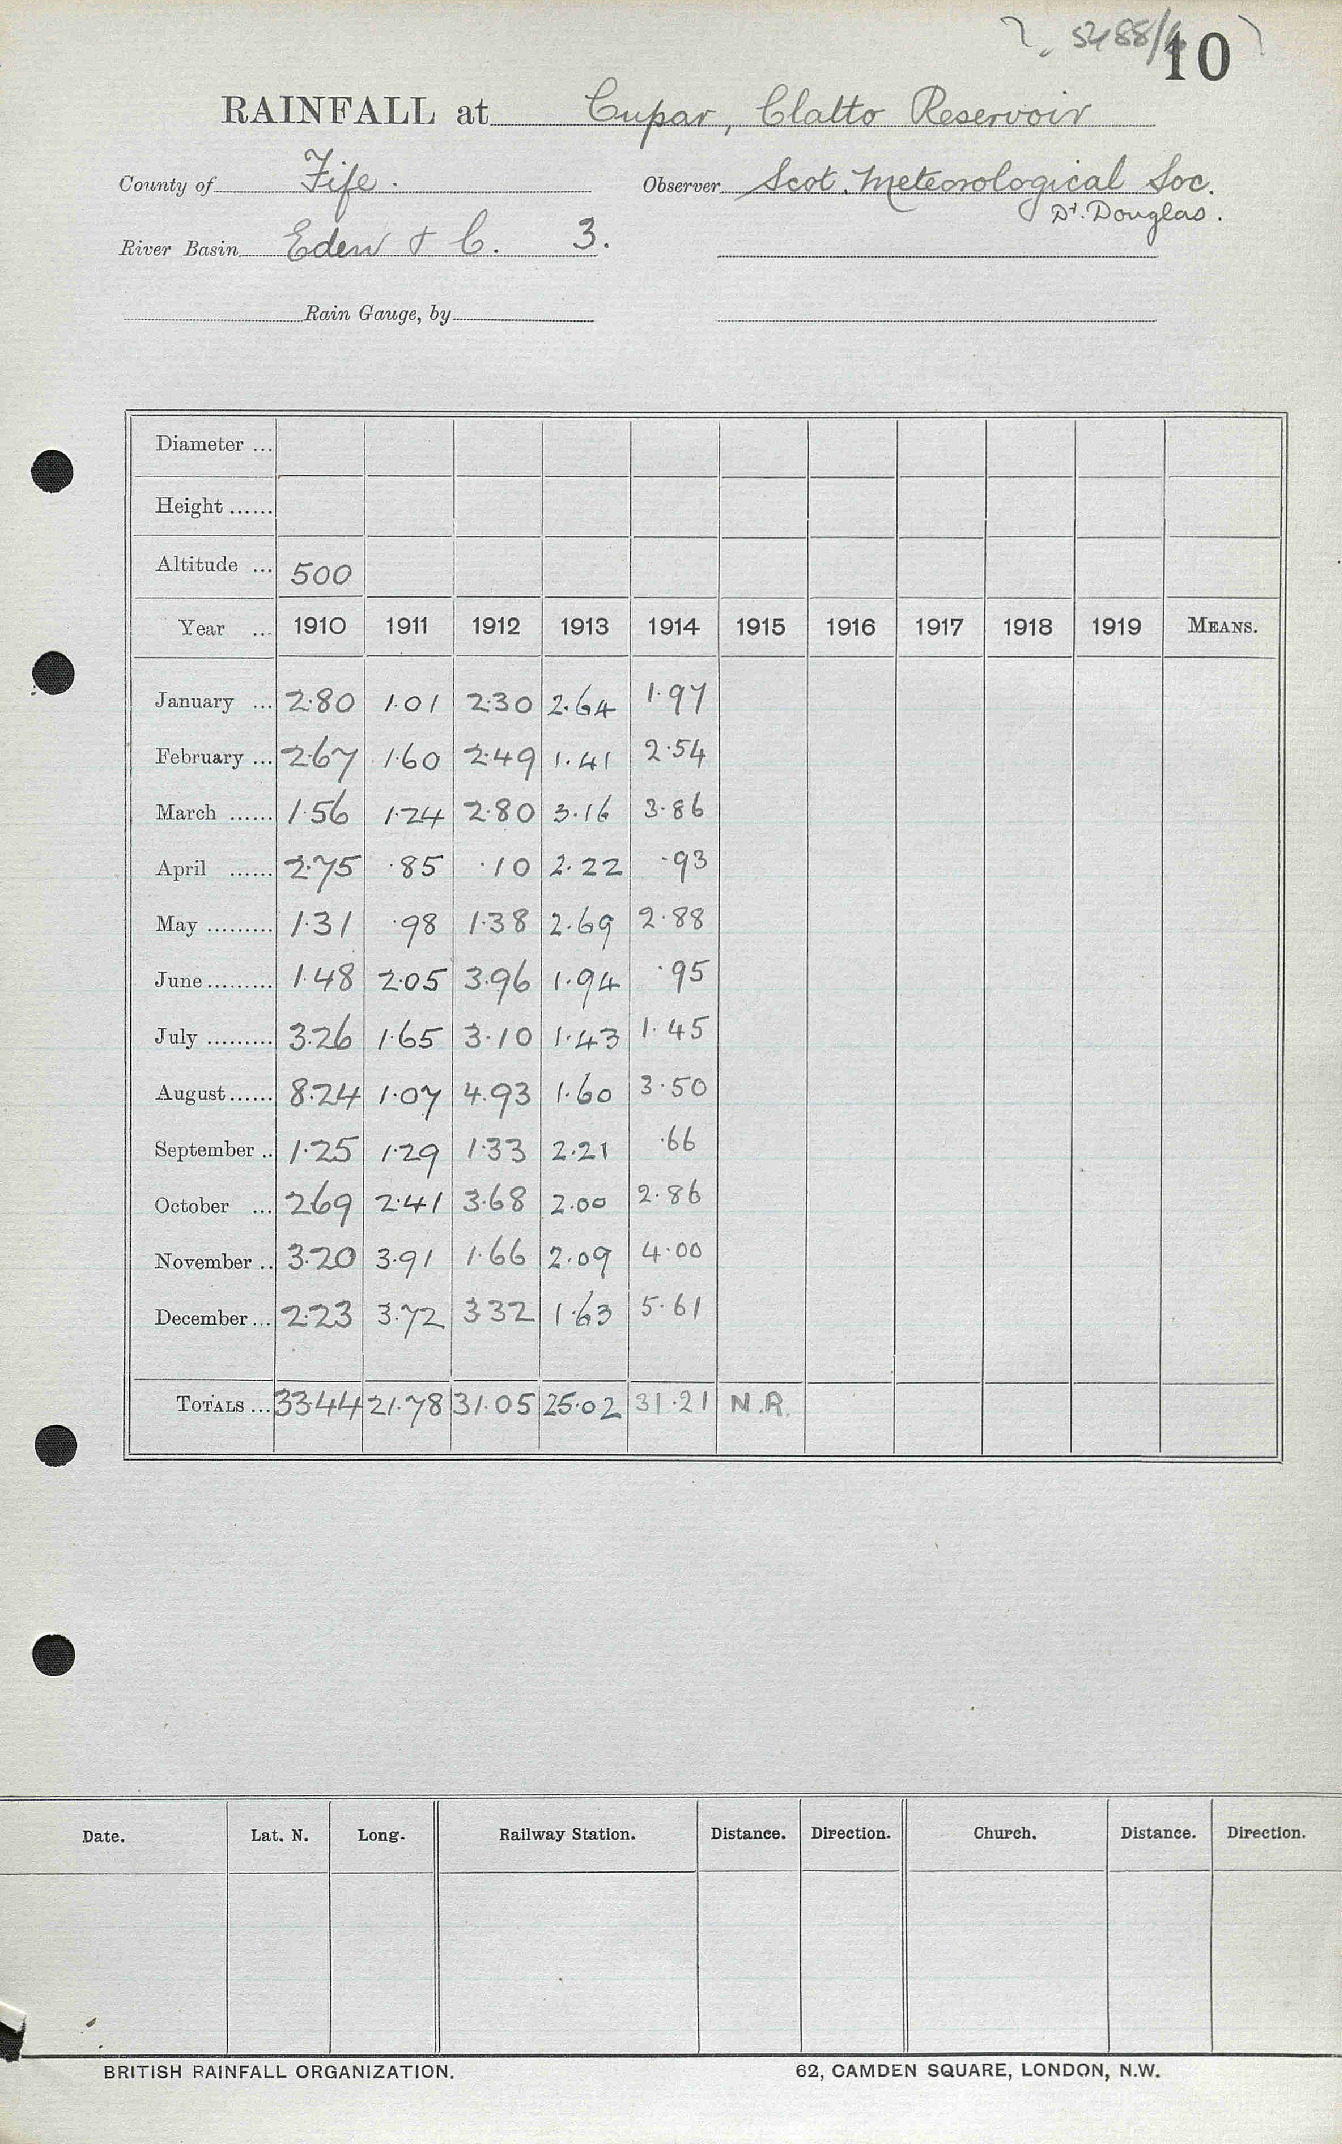 10
RAINFALL at Cupar, Clatto Reservoir
County of Fife. Observer Scot. Meteorological Soc.
Dr. Douglas.
River Basin Eden & C. 3.
Rain Gauge, by
Diameter ...
Height ......
Altitude ... 500
Year ... 1910 1911 1912 1913 1914 1915 1916 1917 1918 1919 MEANS.
January ... 2.80 1.01 2.30 2.64 1.97
February ... 2.67 1.60 2.49 1.41 2.54
March ...... 1.56 1.24 2.80 3.16 3.86
April ...... 2.75 .85 .10 2.22 .93
May ......... 1.31 .98 1.38 2.69 2.88
June ......... 1.48 2.05 3.96 1.94 .95
July ......... 3.26 1.65 3.10 1.43 1.45
August ...... 8.24 1.07 4.93 1.60 3.50
September .. 1.25 1.29 1.33 2.21 .66
October ... 2.69 2.41 3.68 2.00 2.86
November .. 3.20 3.91 1.66 2.09 4.00
December ... 2.23 3.72 3.32 1.63 5.61
TOTALS ... 33.44 21.78 31.05 25.02 31.21 N.R.
Date. Lat. N. Long. Railway Station. Distance. Direction. Church. Distance. Direction.
BRITISH RAINFALL ORGANIZATION. 62, CAMDEN SQUARE, LONDON, N.W.